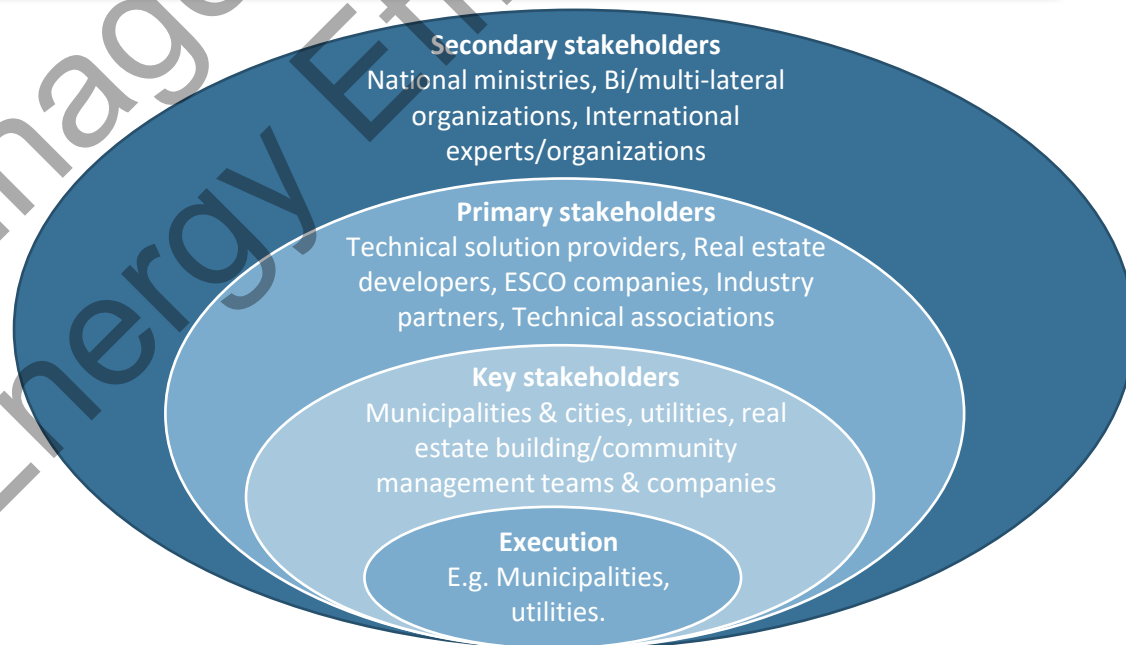 Secondary stakeholders
National ministries, Bi/multi-lateral
organizations, International
experts/organizations
Primary stakeholders
Technical solution providers, Real estate
developers, ESCO companies, Industry
partners, Technical associations
Key stakeholders
Municipalities & cities, utilities, real
estate building/community
management teams & companies
Execution
E.g. Municipalities,
utilities.
Energy